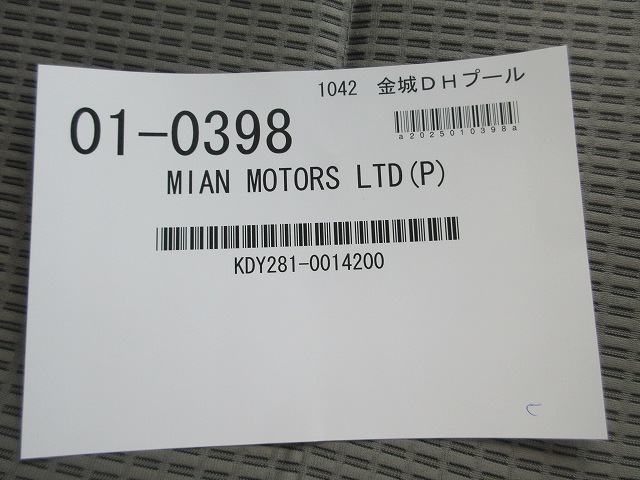 1042 金城DHプール
01-0398
a2025010398a
MIAN MOTORS LTD(P)
KDY281-0014200